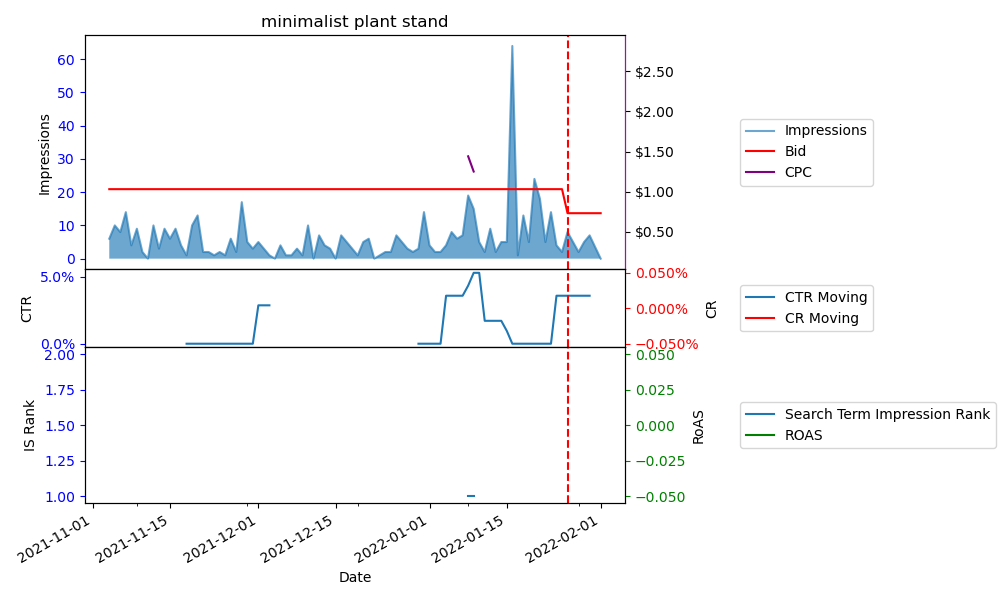 minimalist plant stand
60
50
40
30
20
10
0
Impressions
$2.50
$2.00
$1.50
$1.00
$0.50
Impressions
Bid
CPC
5.0%
0.0%
CTR
0.050%
0.000%
−0.050%
CR
CTR Moving
CR Moving
2.00
1.75
1.50
1.25
1.00
IS Rank
0.050
0.025
0.000
−0.025
−0.050
RoAS
Search Term Impression Rank
ROAS
2021-11-01
2021-11-15
2021-12-01
2021-12-15
2022-01-01
2022-01-15
2022-02-01
Date